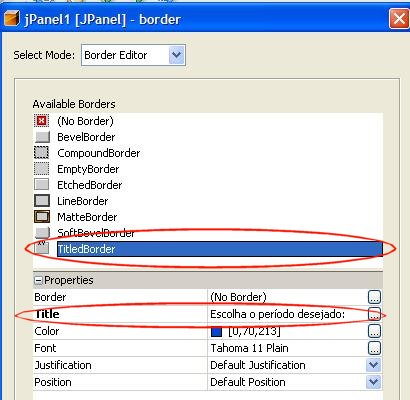 jPanel1 [JPanel] - border
Select Mode: Border Editor
Available Borders
(No Border)
BevelBorder
CompoundBorder
EmptyBorder
EtchedBorder
LineBorder
MatteBorder
SoftBevelBorder
TitledBorder
Properties
Border (No Border)
Title Escolha o período desejado:
Color [0,70,213]
Font Tahoma 11 Plain
Justification Default Justification
Position Default Position